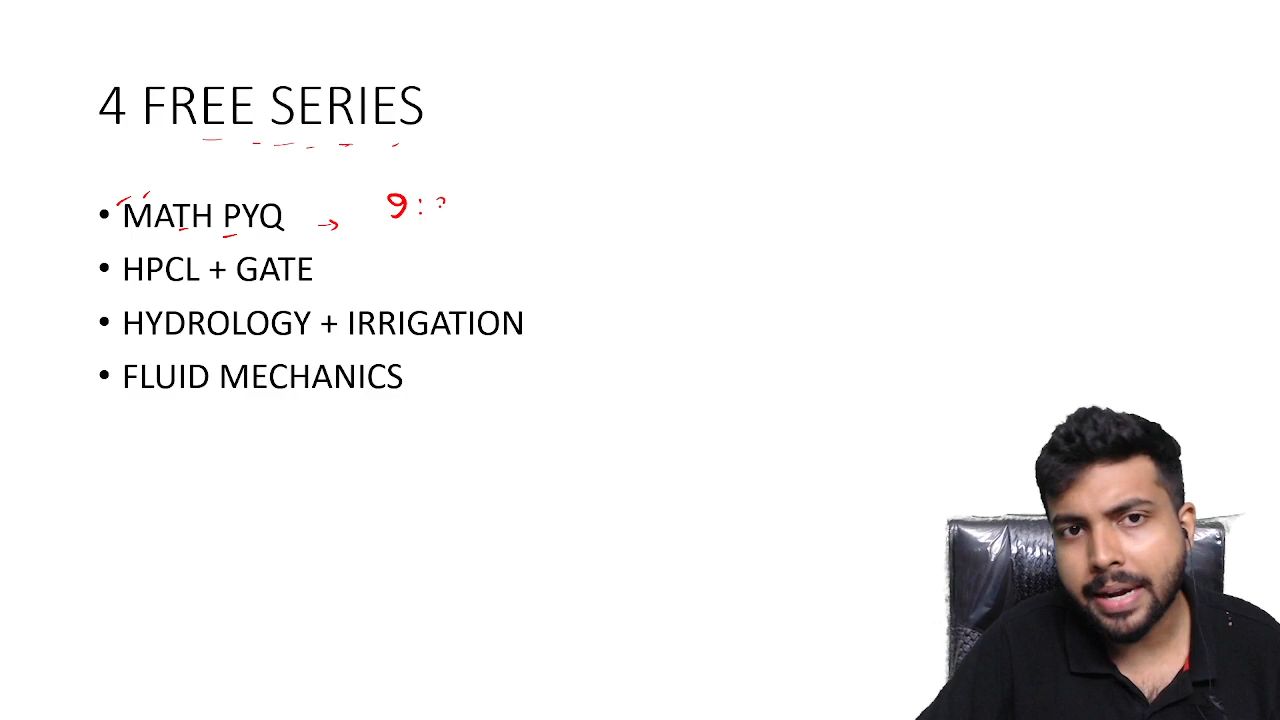 4 FREE SERIES
• MATH PYQ → 9:
• HPCL + GATE
• HYDROLOGY + IRRIGATION
• FLUID MECHANICS